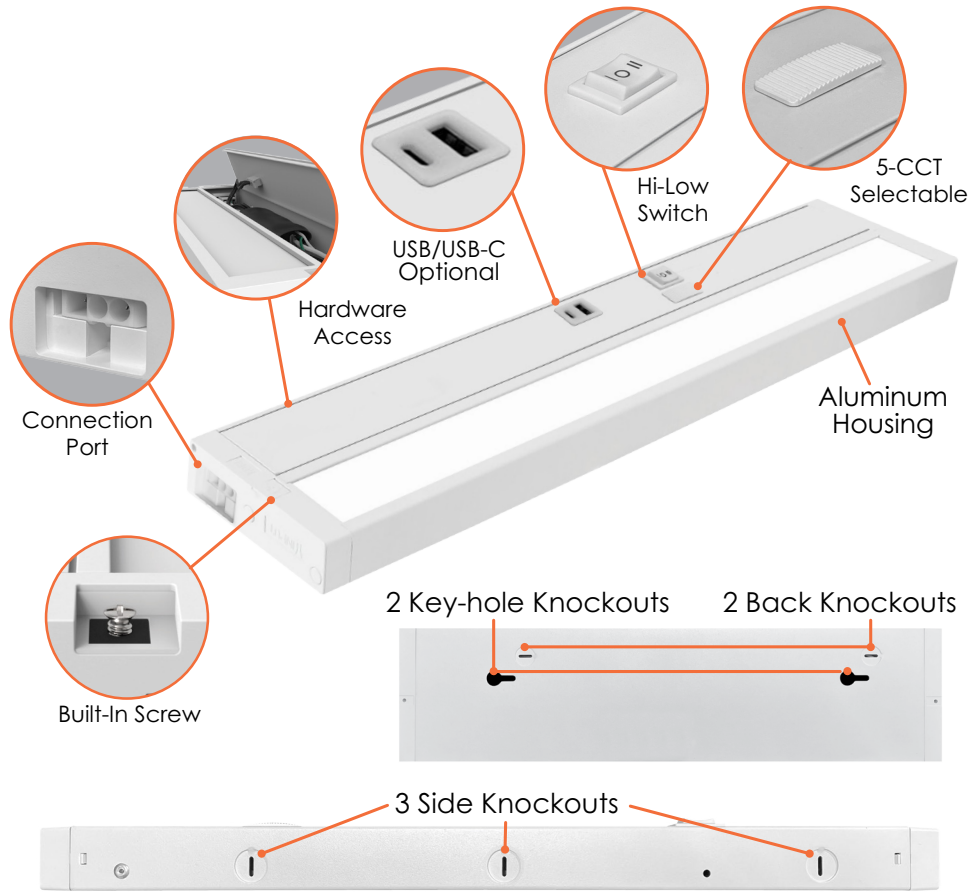 5-CCT
Selectable
Hi-Low
Switch
USB/USB-C
Optional
Hardware
Access
Connection
Port
Aluminum
Housing
Built-In Screw
2 Key-hole Knockouts
2 Back Knockouts
3 Side Knockouts